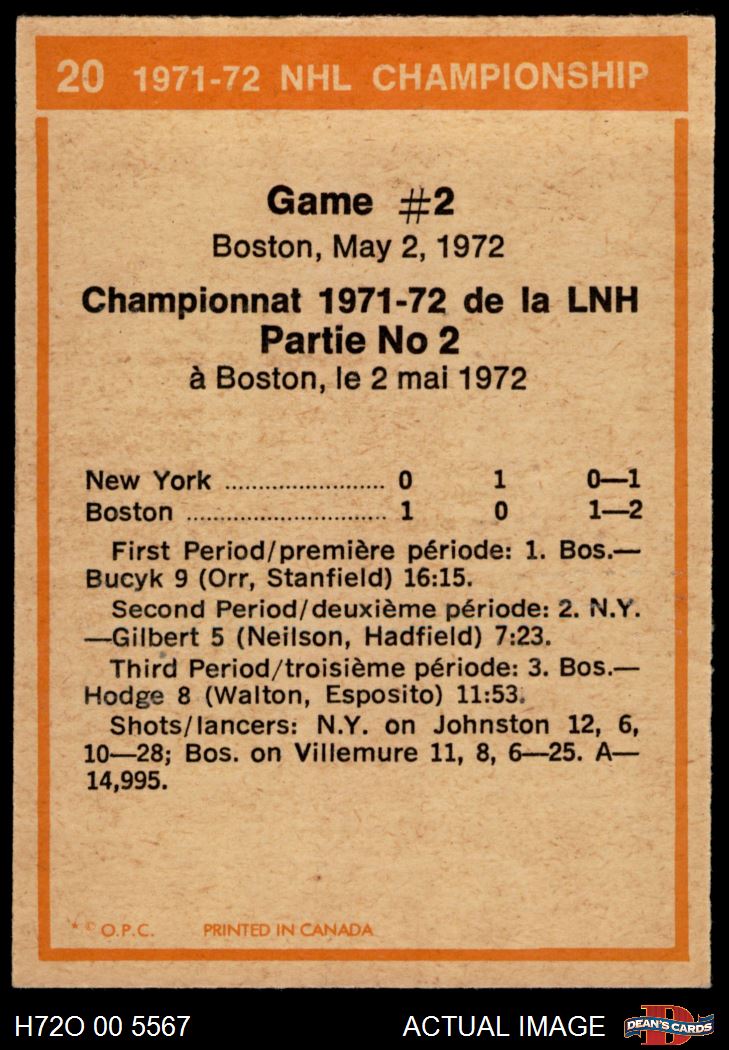 20 1971-72 NHL CHAMPIONSHIP
Game #2
Boston, May 2, 1972
Championnat 1971-72 de la LNH
Partie No 2
à Boston, le 2 mai 1972
New York ........................ 0 1 0—1
Boston ............................. 1 0 1—2
First Period/première période: 1. Bos.—
Bucyk 9 (Orr, Stanfield) 16:15.
Second Period/deuxième période: 2. N.Y.
—Gilbert 5 (Neilson, Hadfield) 7:23.
Third Period/troisième période: 3. Bos.—
Hodge 8 (Walton, Esposito) 11:53.
Shots/lancers: N.Y. on Johnston 12, 6,
10—28; Bos. on Villemure 11, 8, 6—25. A—
14,995.
* © O.P.C. PRINTED IN CANADA
H72O 00 5567 ACTUAL IMAGE D DEAN'S CARDS